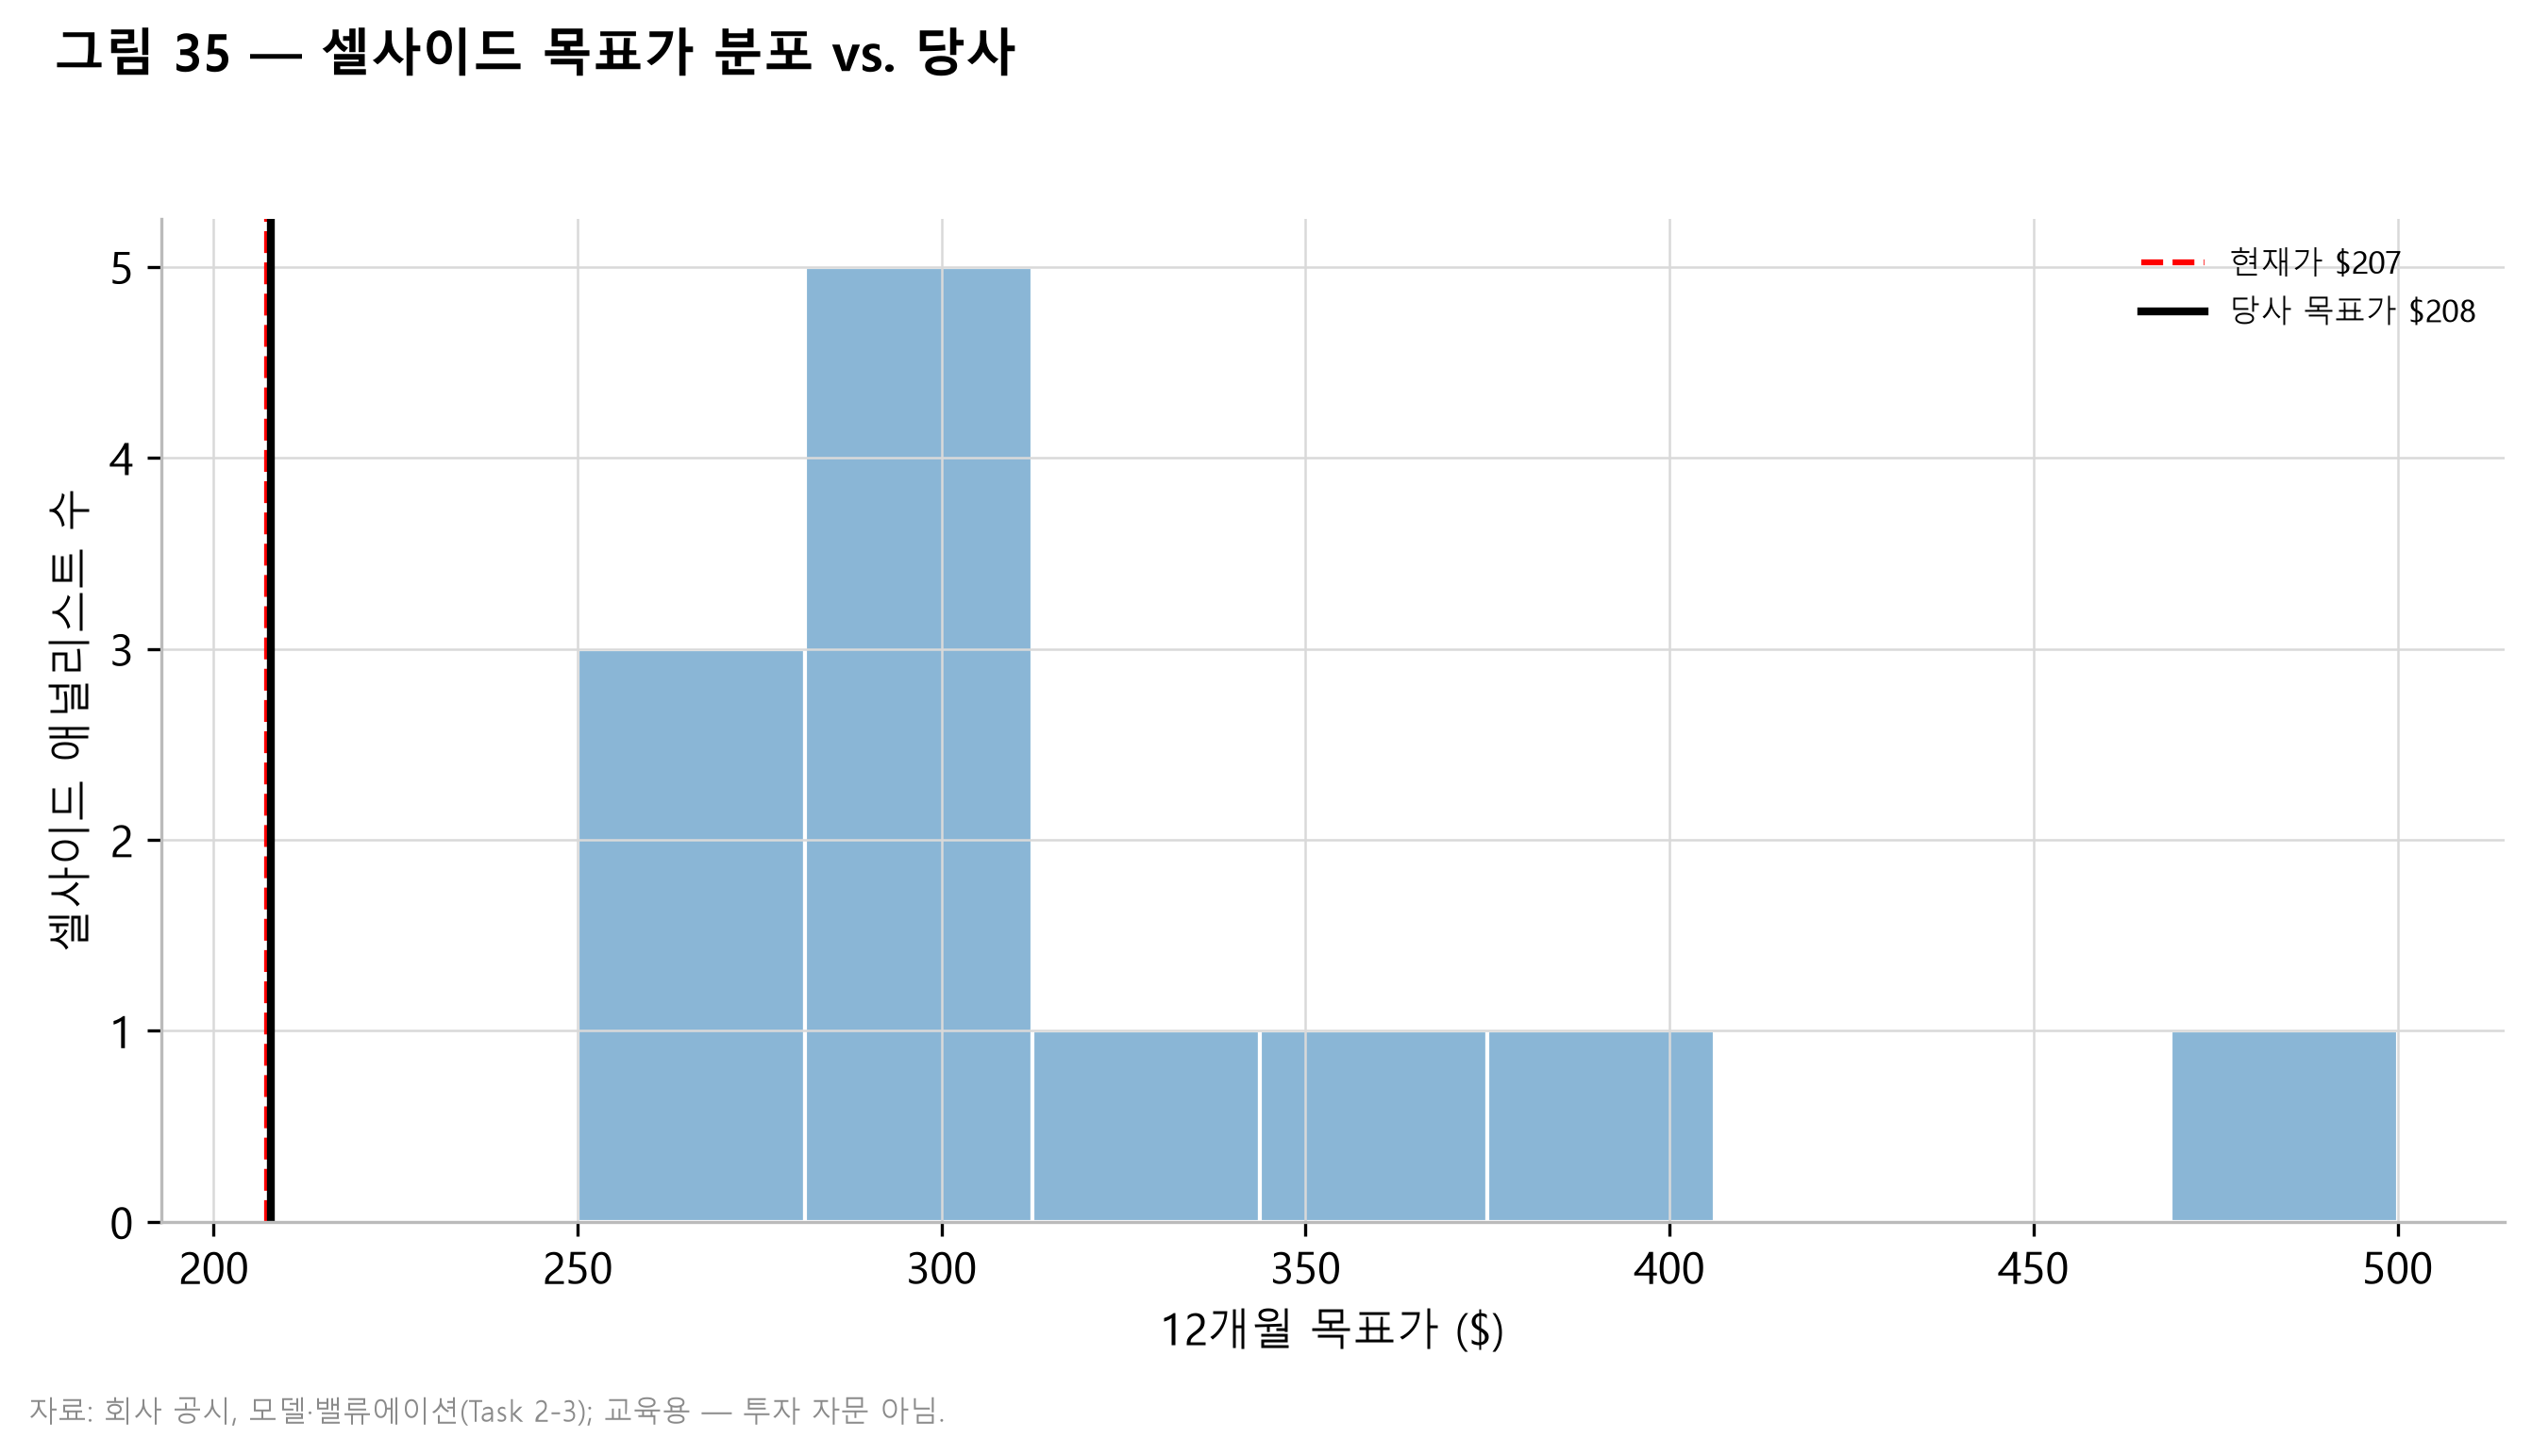 그림 35 — 셀사이드 목표가 분포 vs. 당사
현재가 $207
당사 목표가 $208
셀사이드 애널리스트 수
5
4
3
2
1
0
200 250 300 350 400 450 500
12개월 목표가 ($)
자료: 회사 공시, 모델·밸류에이션(Task 2-3); 교육용 — 투자 자문 아님.